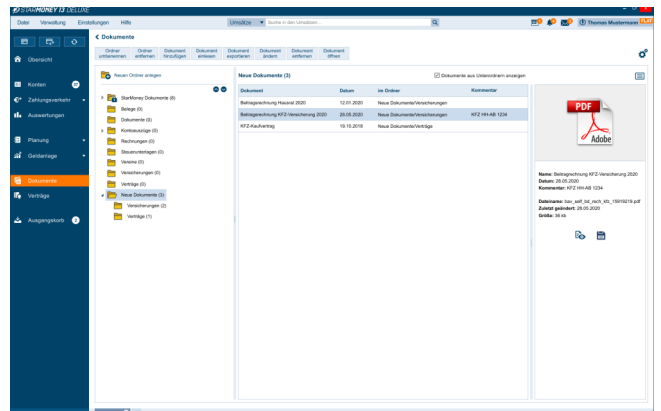 STARMONEY 13 DELUXE
Datei Verwaltung Einstellungen Hilfe
Umsätze Suche in den Umsätzen...
Thomas Mustermann FLAT
Dokumente
Ordner umbenennen
Ordner entfernen
Dokument hinzufügen
Dokument einlesen
Dokument exportieren
Dokument ändern
Dokument entfernen
Dokument öffnen
Übersicht
Konten
Zahlungsverkehr
Auswertungen
Planung
Geldanlage
Dokumente
Verträge
Ausgangskorb
Neuen Ordner anlegen
StarMoney Dokumente (6)
Belege (0)
Dokumente (0)
Kontoauszüge (0)
Rechnungen (0)
Steuerunterlagen (0)
Vereine (0)
Versicherungen (0)
Verträge (0)
Neue Dokumente (3)
Versicherungen (2)
Verträge (1)
Neue Dokumente (3)
Dokumente aus Unterordnern anzeigen
Dokument Datum im Ordner Kommentar
Beitragsrechnung Hausrat 2020 12.01.2020 Neue Dokumente/Versicherungen
Beitragsrechnung KFZ-Versicherung 2020 28.05.2020 Neue Dokumente/Versicherungen KFZ HH-AB 1234
KFZ-Kaufvertrag 19.10.2018 Neue Dokumente/Verträge
PDF
Adobe
Name: Beitragrechnung KFZ-Versicherung 2020
Datum: 28.05.2020
Kommentar: KFZ HH-AB 1234
Zuletzt geändert: 28.05.2020
Größe: 36 kb